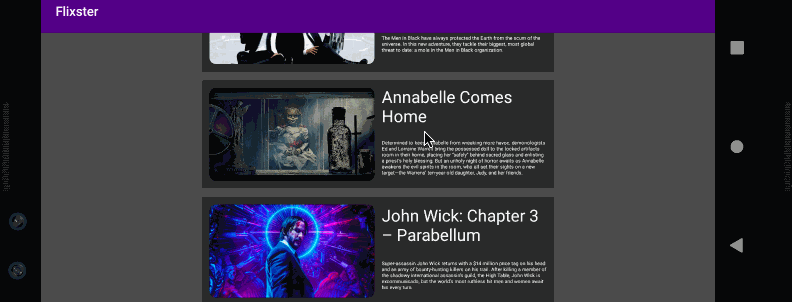 Flixster
The Men in Black have always protected the Earth from the scum of the
universe. In this new adventure, they tackle their biggest, most global
threat to date: a mole in the Men in Black organization.
Annabelle Comes
Home
Determined to keep Annabelle from wreaking more havoc, demonologists
Ed and Lorraine Warren bring the possessed doll to the locked artifacts
room in their home, placing her "safely" behind sacred glass and enlisting
a priest's holy blessing. But an unholy night of horror awaits as Annabelle
awakens the evil spirits in the room, who all set their sights on a new
target—the Warrens' ten-year-old daughter, Judy, and her friends.
John Wick: Chapter 3
– Parabellum
Super-assassin John Wick returns with a $14 million price tag on his head
and an army of bounty-hunting killers on his trail. After killing a member of
the shadowy international assassin's guild, the High Table, John Wick is
excommunicado, but the world's most ruthless hit men and women await
his every turn.